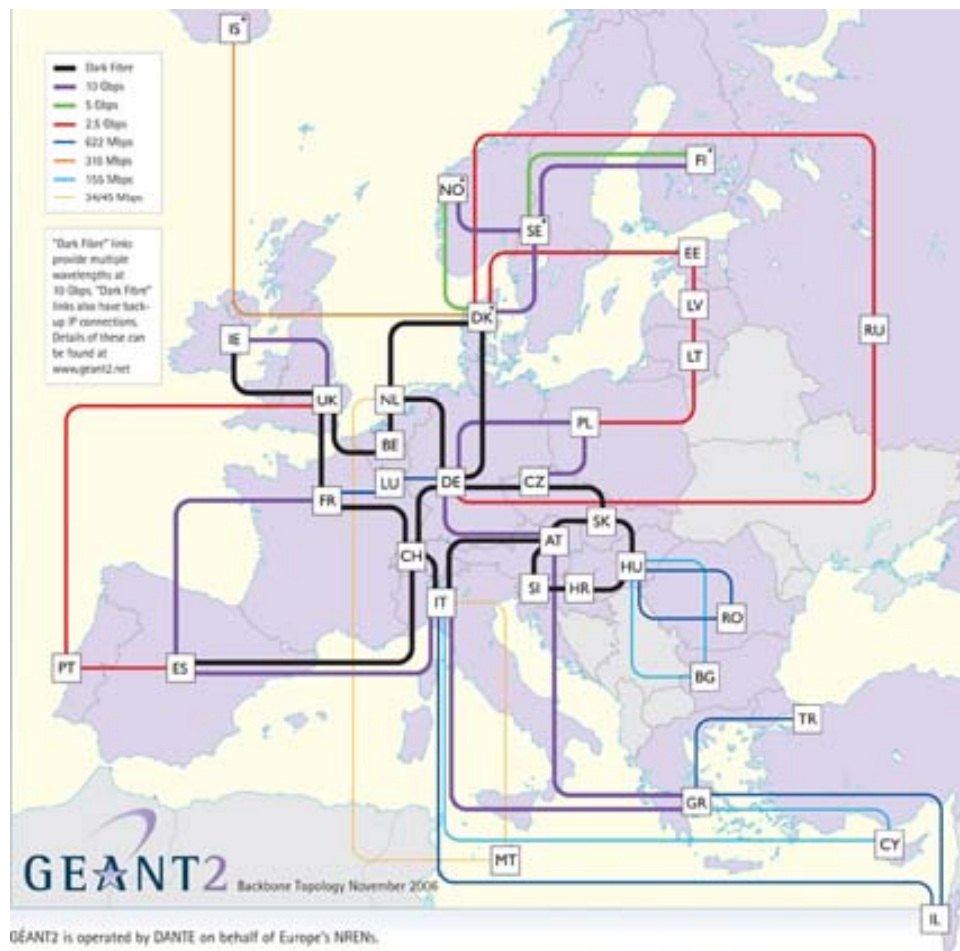 IS*
Dark Fibre
10 Gbps
5 Gbps
2.5 Gbps
622 Mbps
310 Mbps
155 Mbps
34/45 Mbps
"Dark Fibre" links
provide multiple
wavelengths at
10 Gbps. "Dark Fibre"
links also have back-
up IP connections.
Details of these can
be found at
www.geant2.net
FI*
NO*
SE*
EE
LV
DK*
RU
IE
LT
UK
NL
PL
BE
LU
DE
CZ
FR
SK
AT
CH
HU
SI
HR
IT
RO
PT
ES
BG
TR
GR
CY
MT
GEANT2 Backbone Topology November 2006
IL
GÉANT2 is operated by DANTE on behalf of Europe's NRENs.